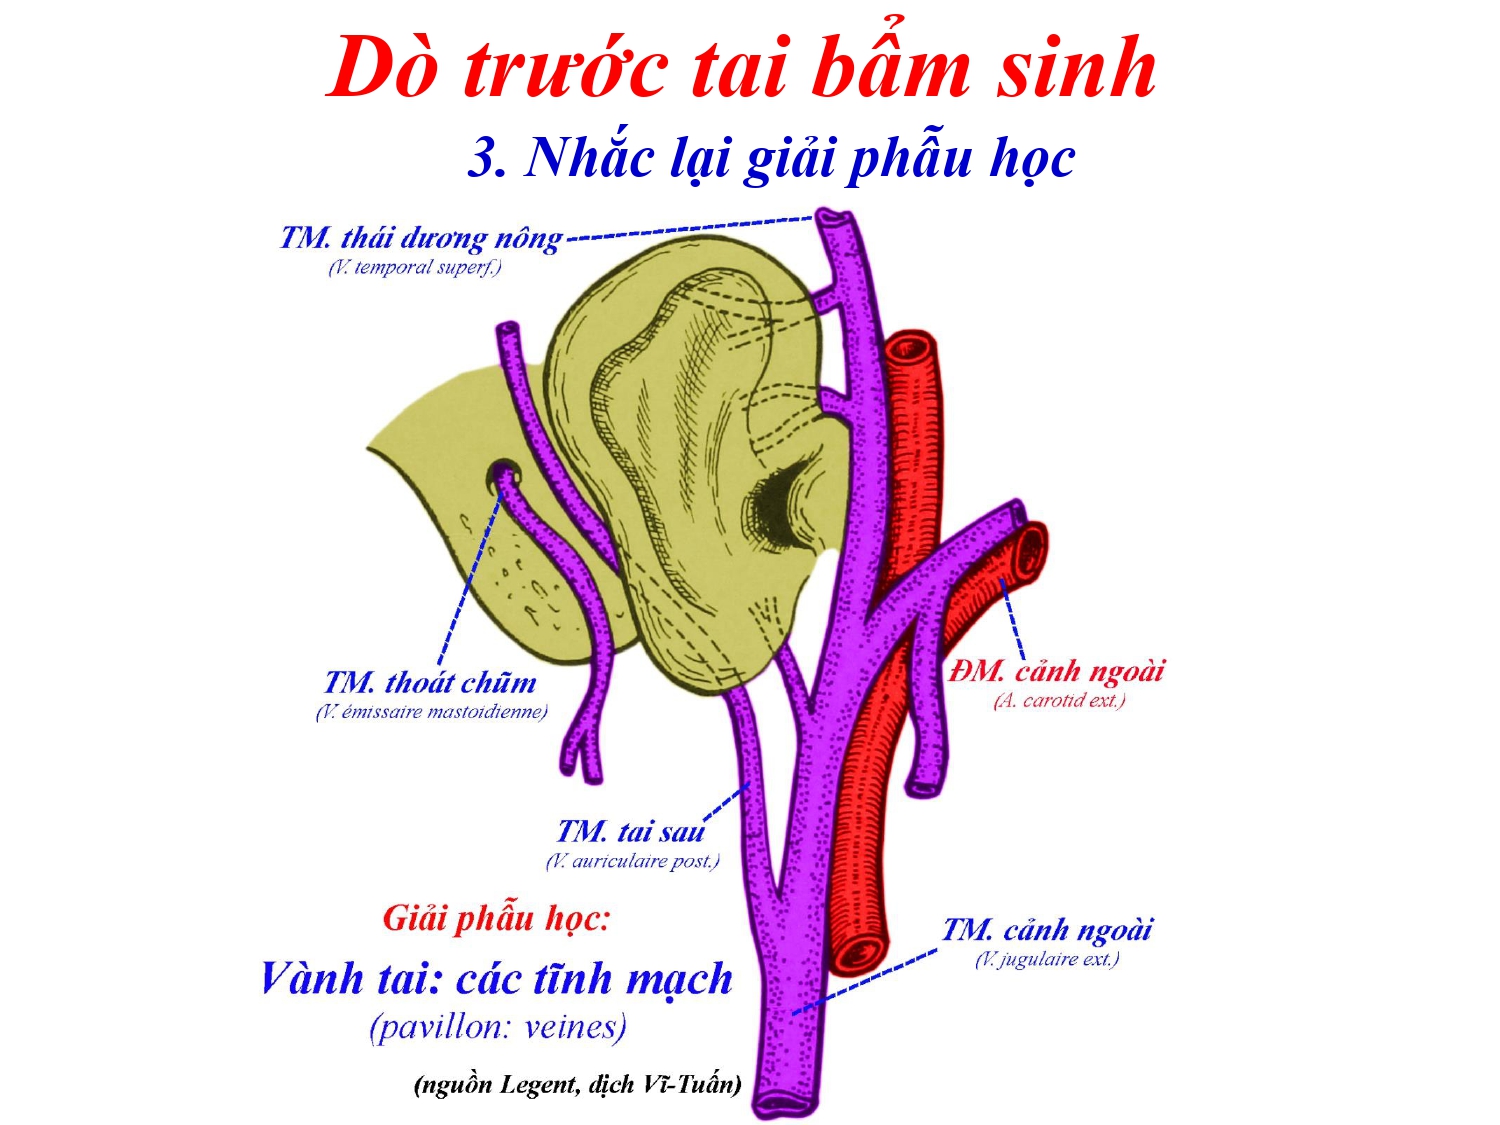 Dò trước tai bẩm sinh
3. Nhắc lại giải phẫu học
TM. thái dương nông
(V. temporal superf.)
TM. thoát chũm
(V. émissaire mastoidienne)
ĐM. cảnh ngoài
(A. carotid ext.)
TM. tai sau
(V. auriculaire post.)
Giải phẫu học:
Vành tai: các tĩnh mạch
(pavillon: veines)
TM. cảnh ngoài
(V. jugulaire ext.)
(nguồn Legent, dịch Vĩ-Tuấn)